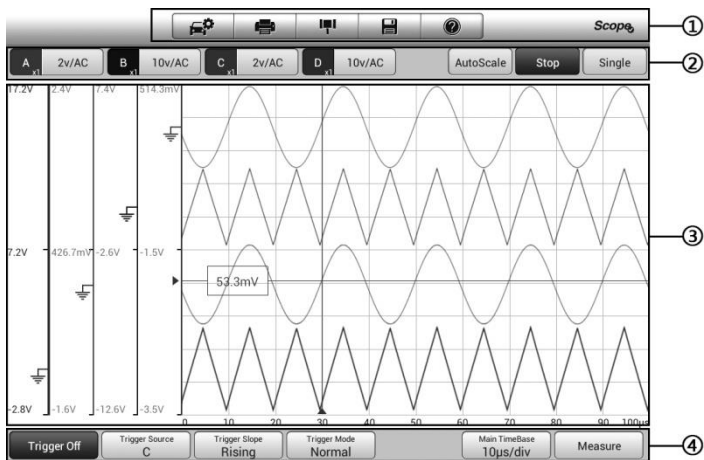 Scope
①
A x1 2v/AC B x1 10v/AC C x1 2v/AC D x1 10v/AC AutoScale Stop Single
②
17.2V 2.4V 7.4V 514.3mV
③
7.2V 426.7mV -2.6V -1.5V
53.3mV
-2.8V -1.6V -12.6V -3.5V
0 10 20 30 40 50 60 70 80 90 100µs
Trigger Off
Trigger Source
C
Trigger Slope
Rising
Trigger Mode
Normal
Main TimeBase
10µs/div
Measure
④